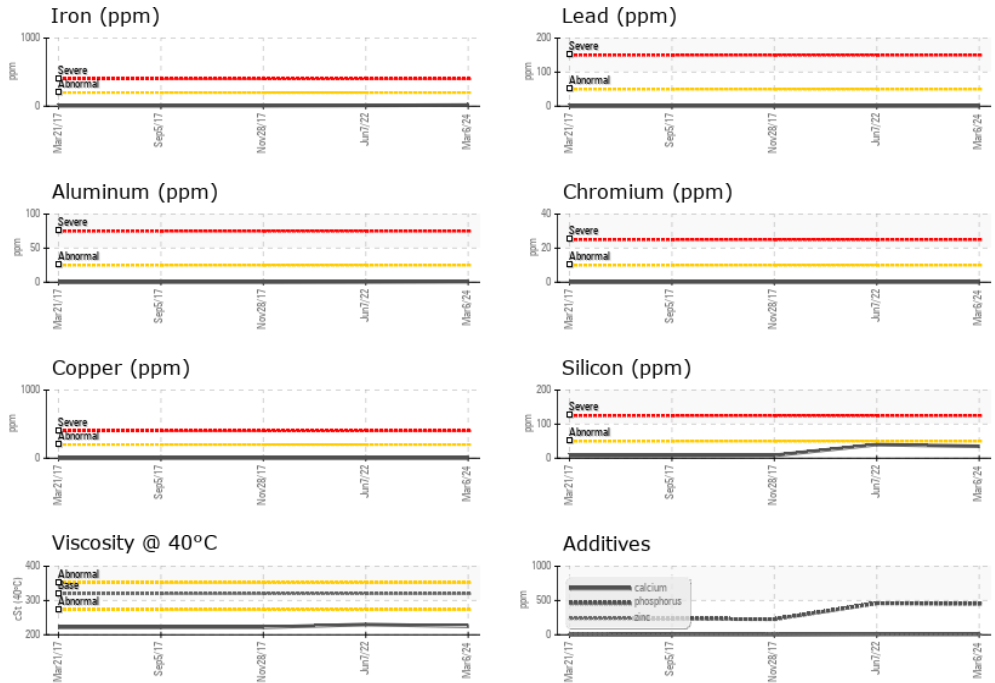 Iron (ppm)
1000
Severe
Abnormal
0
ppm
Mar21/17
Sep5/17
Nov28/17
Jun7/22
Mar6/24
Lead (ppm)
200
Severe
100
Abnormal
0
ppm
Mar21/17
Sep5/17
Nov28/17
Jun7/22
Mar6/24
Aluminum (ppm)
100
Severe
50
Abnormal
0
ppm
Mar21/17
Sep5/17
Nov28/17
Jun7/22
Mar6/24
Chromium (ppm)
40
Severe
20
Abnormal
0
ppm
Mar21/17
Sep5/17
Nov28/17
Jun7/22
Mar6/24
Copper (ppm)
1000
Severe
Abnormal
0
ppm
Mar21/17
Sep5/17
Nov28/17
Jun7/22
Mar6/24
Silicon (ppm)
200
Severe
100
Abnormal
0
ppm
Mar21/17
Sep5/17
Nov28/17
Jun7/22
Mar6/24
Viscosity @ 40°C
400
Abnormal
Base
300
Abnormal
200
cSt (40°C)
Mar21/17
Sep5/17
Nov28/17
Jun7/22
Mar6/24
Additives
1000
calcium
500
phosphorus
zinc
0
ppm
Mar21/17
Sep5/17
Nov28/17
Jun7/22
Mar6/24